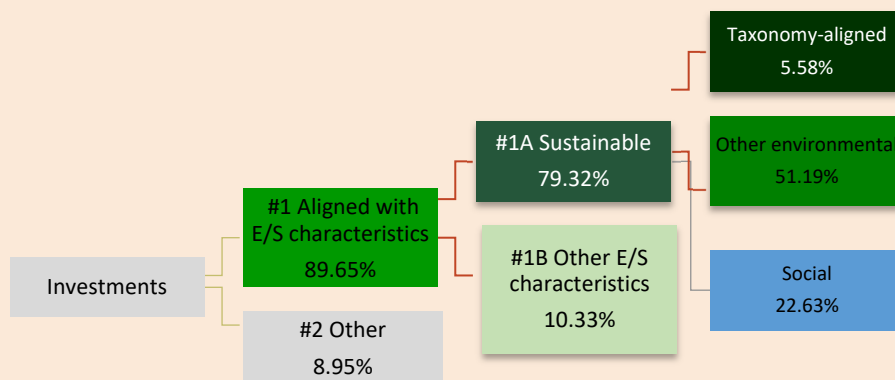 Taxonomy-aligned
5.58%
#1A Sustainable
79.32%
Other environmenta
51.19%
#1 Aligned with
E/S characteristics
89.65%
#1B Other E/S
characteristics
10.33%
Social
22.63%
Investments
#2 Other
8.95%